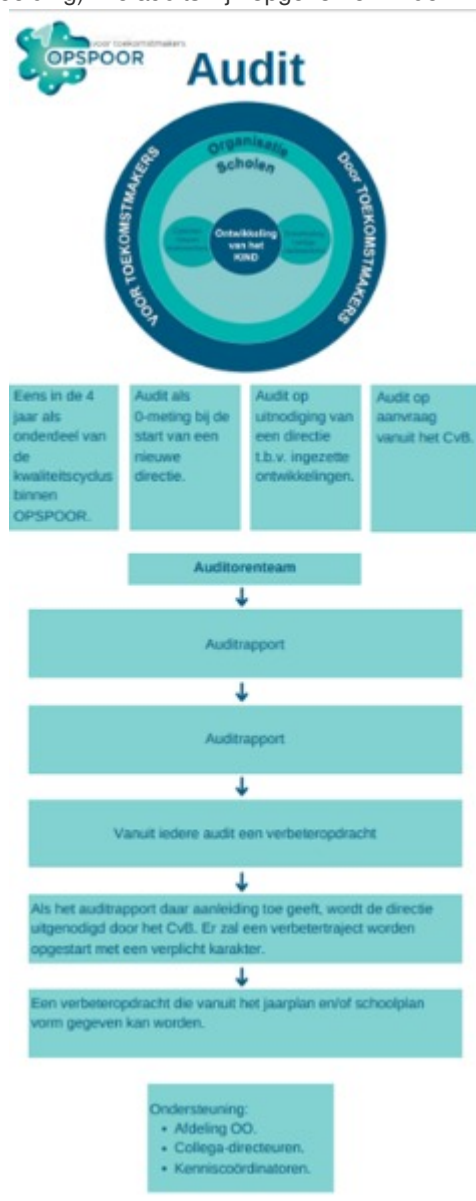 voor toekomstmakers
OPSPOOR
Audit
VOOR TOEKOMSTMAKERS
Door TOEKOMSTMAKERS
Organisatie
Scholen
Ontwikkeling
van het
KIND
Eens in de 4
jaar als
onderdeel van
de
kwaliteitscyclus
binnen
OPSPOOR.
Audit als
0-meting bij de
start van een
nieuwe
directie.
Audit op
uitnodiging van
een directie
t.b.v. ingezette
ontwikkelingen.
Audit op
aanvraag
vanuit het CvB.
Auditorenteam
Auditrapport
Auditrapport
Vanuit iedere audit een verbeteropdracht
Als het auditrapport daar aanleiding toe geeft, wordt de directie
uitgenodigd door het CvB. Er zal een verbetertraject worden
opgestart met een verplicht karakter.
Een verbeteropdracht die vanuit het jaarplan en/of schoolplan
vorm gegeven kan worden.
Ondersteuning:
• Afdeling OO.
• Collega-directeuren.
• Kenniscoördinatoren.